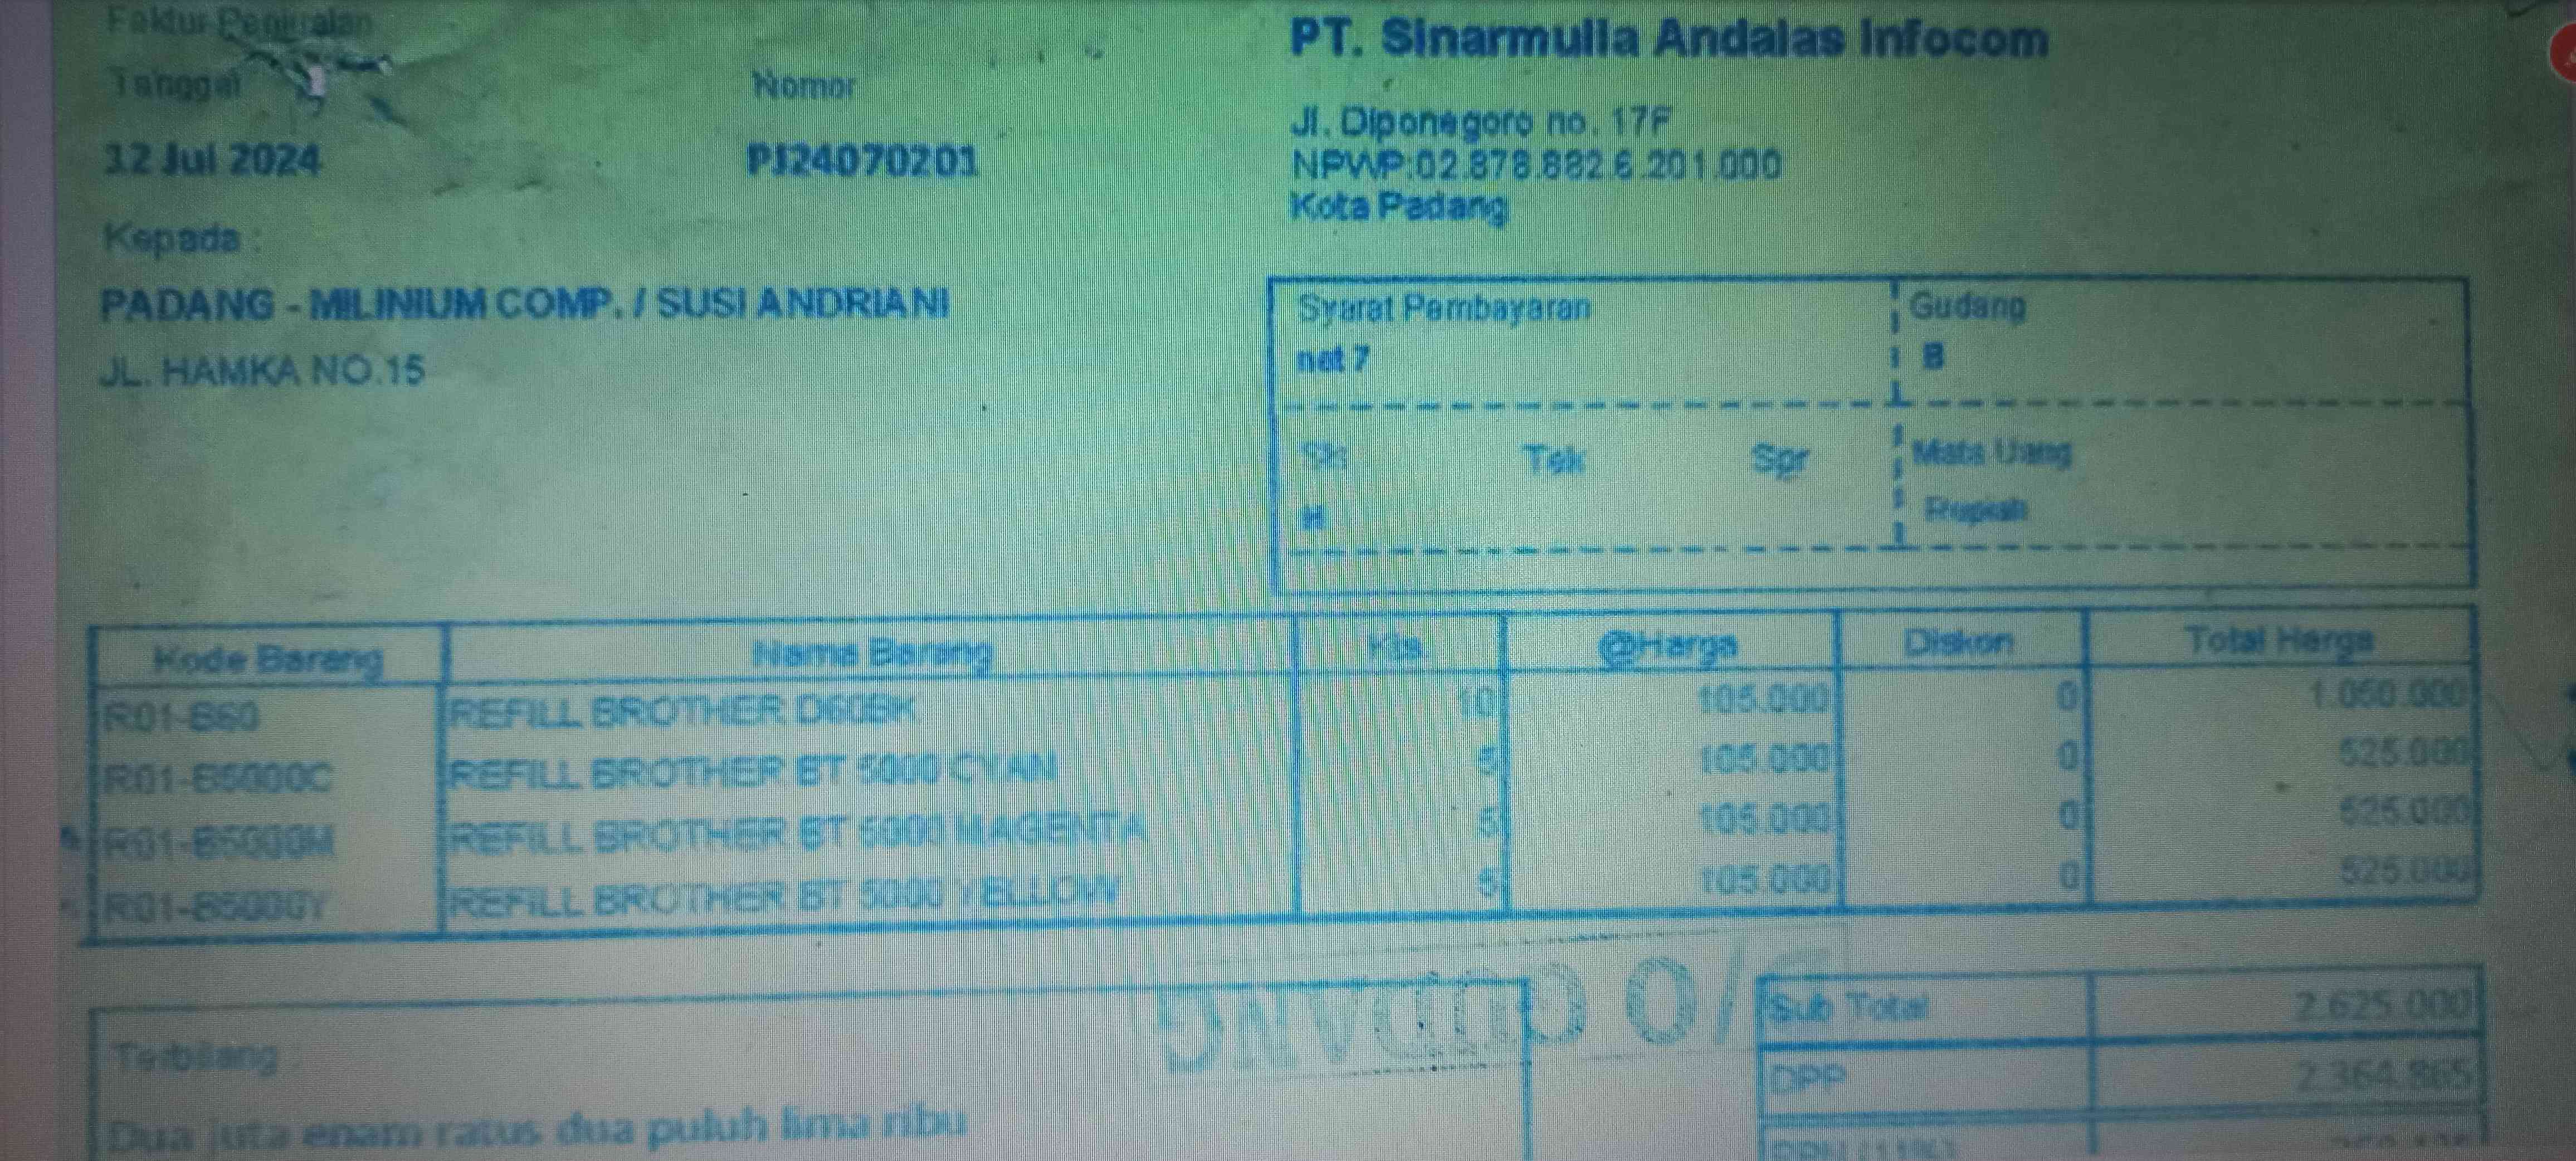 Faktur Penjualan
Tanggal
Nomor
12 Jul 2024
PJ24070201
Kepada :
PADANG - MILINIUM COMP. / SUSI ANDRIANI
JL. HAMKA NO.15
PT. Sinarmulia Andalas Infocom
Jl. Diponegoro no. 17F
NPWP:02.878.882.6.201.000
Kota Padang
Syarat Pembayaran
Gudang
net 7
B
Tek Spr Mata Uang
Rupiah
Kode Barang Nama Barang Kts. @Harga Diskon Total Harga
R01-B60 REFILL BROTHER D60BK 10 105.000 0 1.050.000
R01-B5000C REFILL BROTHER BT 5000 CYAN 5 105.000 0 525.000
R01-B5000M REFILL BROTHER BT 5000 MAGENTA 5 105.000 0 525.000
R01-B5000Y REFILL BROTHER BT 5000 YELLOW 5 105.000 0 525.000
GUDANG
Sub Total 2.625.000
DPP 2.364.865
PPN (11%)
Terbilang :
Dua juta enam ratus dua puluh lima ribu